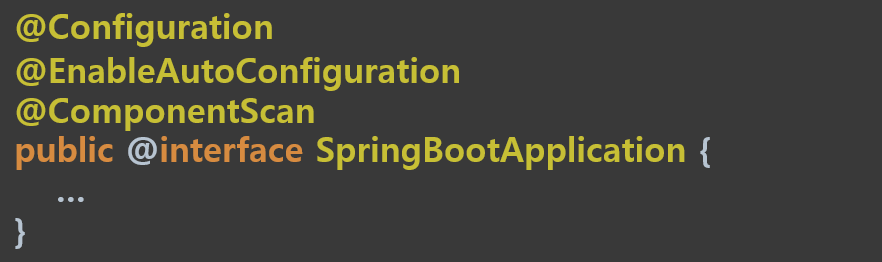 @Configuration
@EnableAutoConfiguration
@ComponentScan
public @interface SpringBootApplication {
...
}